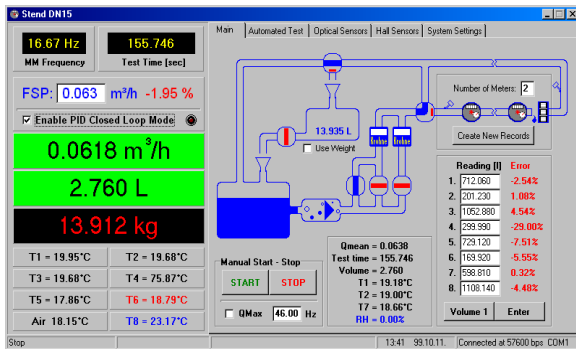 Stend DN15
16.67 Hz
MM Frequency
155.746
Test Time [sec]
FSP: 0.063 m³/h -1.95 %
Enable PID Closed Loop Mode
0.0618 m³/h
2.760 L
13.912 kg
T1 = 19.95°C T2 = 19.68°C
T3 = 19.68°C T4 = 75.87°C
T5 = 17.86°C T6 = 18.79°C
Air 18.15°C T8 = 23.17°C
Main Automated Test Optical Sensors Hall Sensors System Settings
Number of Meters: 2
Create New Records
13.935 L
Use Weight
Manual Start - Stop
START STOP
QMax 46.00 Hz
Qmean = 0.0638
Test time = 155.746
Volume = 2.760
T1 = 19.18°C
T2 = 19.00°C
T7 = 18.66°C
RH = 0.00%
Reading [l] Error
1. 712.060 -2.54%
2. 201.230 1.08%
3. 1052.880 4.54%
4. 299.990 -29.00%
5. 729.120 -7.51%
6. 169.920 -5.55%
7. 598.810 0.32%
8. 1108.140 -4.48%
Volume 1 Enter
Stop 13:41 99.10.11. Connected at 57600 bps COM1